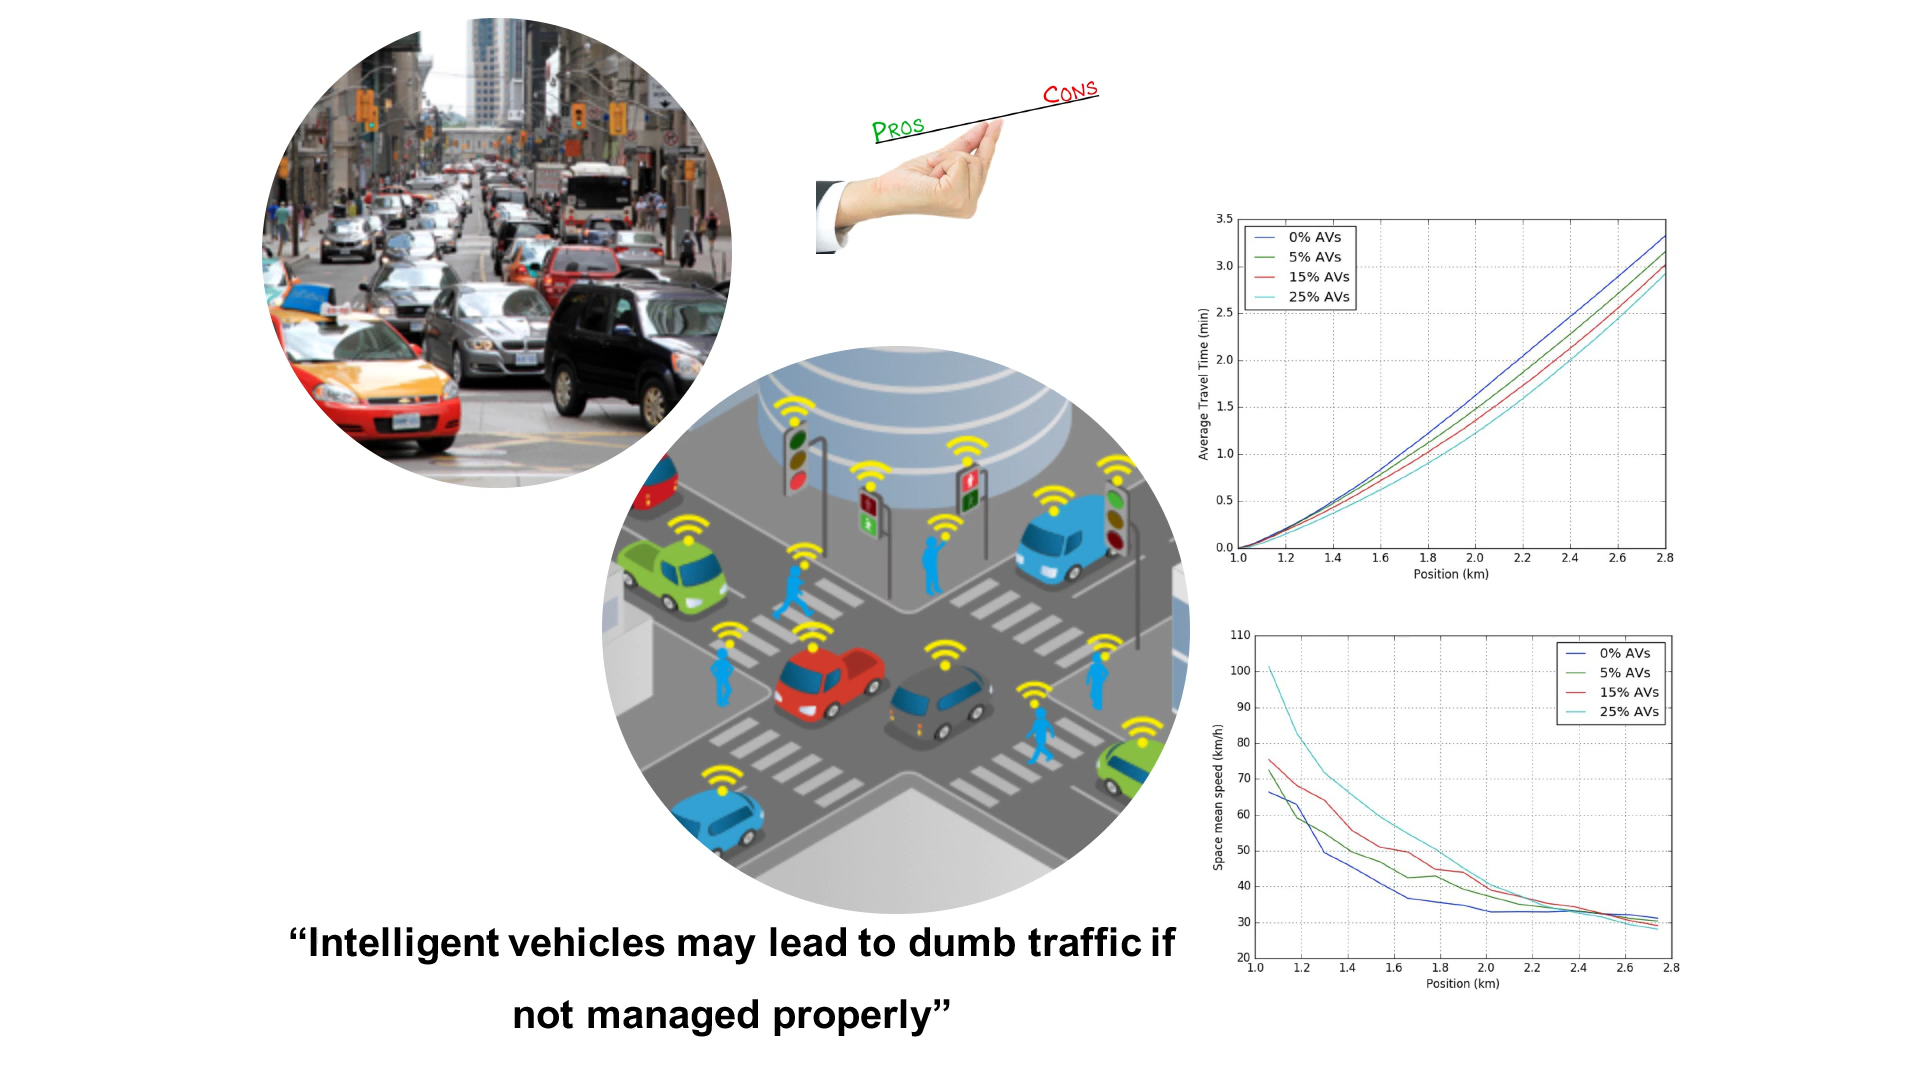 PROS
CONS
3.5
3.0
2.5
2.0
1.5
1.0
0.5
0.0
Average Travel Time (min)
0% AVs
5% AVs
15% AVs
25% AVs
1.0 1.2 1.4 1.6 1.8 2.0 2.2 2.4 2.6 2.8
Position (km)
110
100
90
80
70
60
50
40
30
20
Space mean speed (km/h)
0% AVs
5% AVs
15% AVs
25% AVs
1.0 1.2 1.4 1.6 1.8 2.0 2.2 2.4 2.6 2.8
Position (km)
“Intelligent vehicles may lead to dumb traffic if
not managed properly”